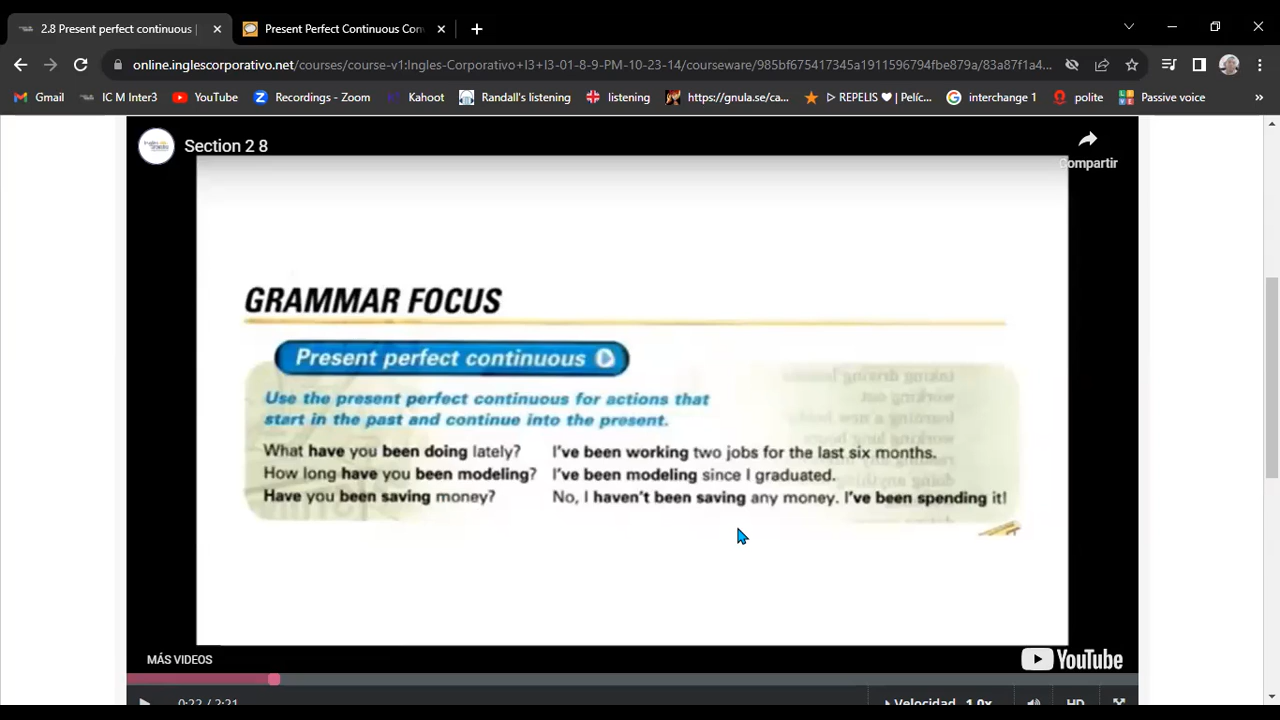 2.8 Present perfect continuous |
Present Perfect Continuous Con
online.inglescorporativo.net/courses/course-v1:Ingles-Corporativo+I3+I3-01-8-9-PM-10-23-14/courseware/985bf675417345a1911596794fbe879a/83a87f1a4...
Gmail IC M Inter3 YouTube Recordings - Zoom Kahoot Randall's listening listening https://gnula.se/ca... ▷ REPELIS ♥ | Pelíc... interchange 1 polite Passive voice »
Section 2 8
Compartir
GRAMMAR FOCUS
Present perfect continuous
Use the present perfect continuous for actions that
start in the past and continue into the present.
What have you been doing lately? I've been working two jobs for the last six months.
How long have you been modeling? I've been modeling since I graduated.
Have you been saving money? No, I haven't been saving any money. I've been spending it!
MÁS VIDEOS
YouTube
0:22 / 2:21
Velocidad 1.0x
HD